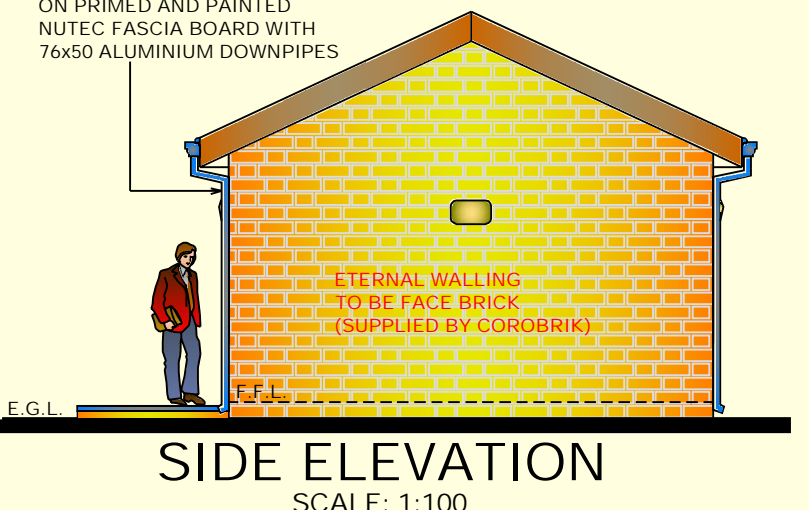 ON PRIMED AND PAINTED
NUTEC FASCIA BOARD WITH
76x50 ALUMINIUM DOWNPIPES
ETERNAL WALLING
TO BE FACE BRICK
(SUPPLIED BY COROBRIK)
F.F.L.
E.G.L.
SIDE ELEVATION
SCALE: 1:100